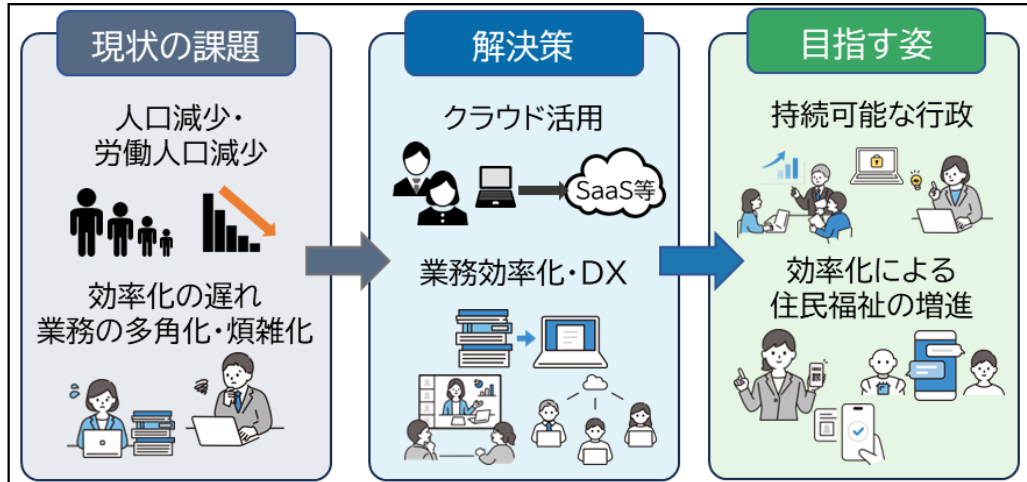 現状の課題
人口減少・
労働人口減少
効率化の遅れ
業務の多角化・煩雑化
解決策
クラウド活用
SaaS等
業務効率化・DX
目指す姿
持続可能な行政
効率化による
住民福祉の増進